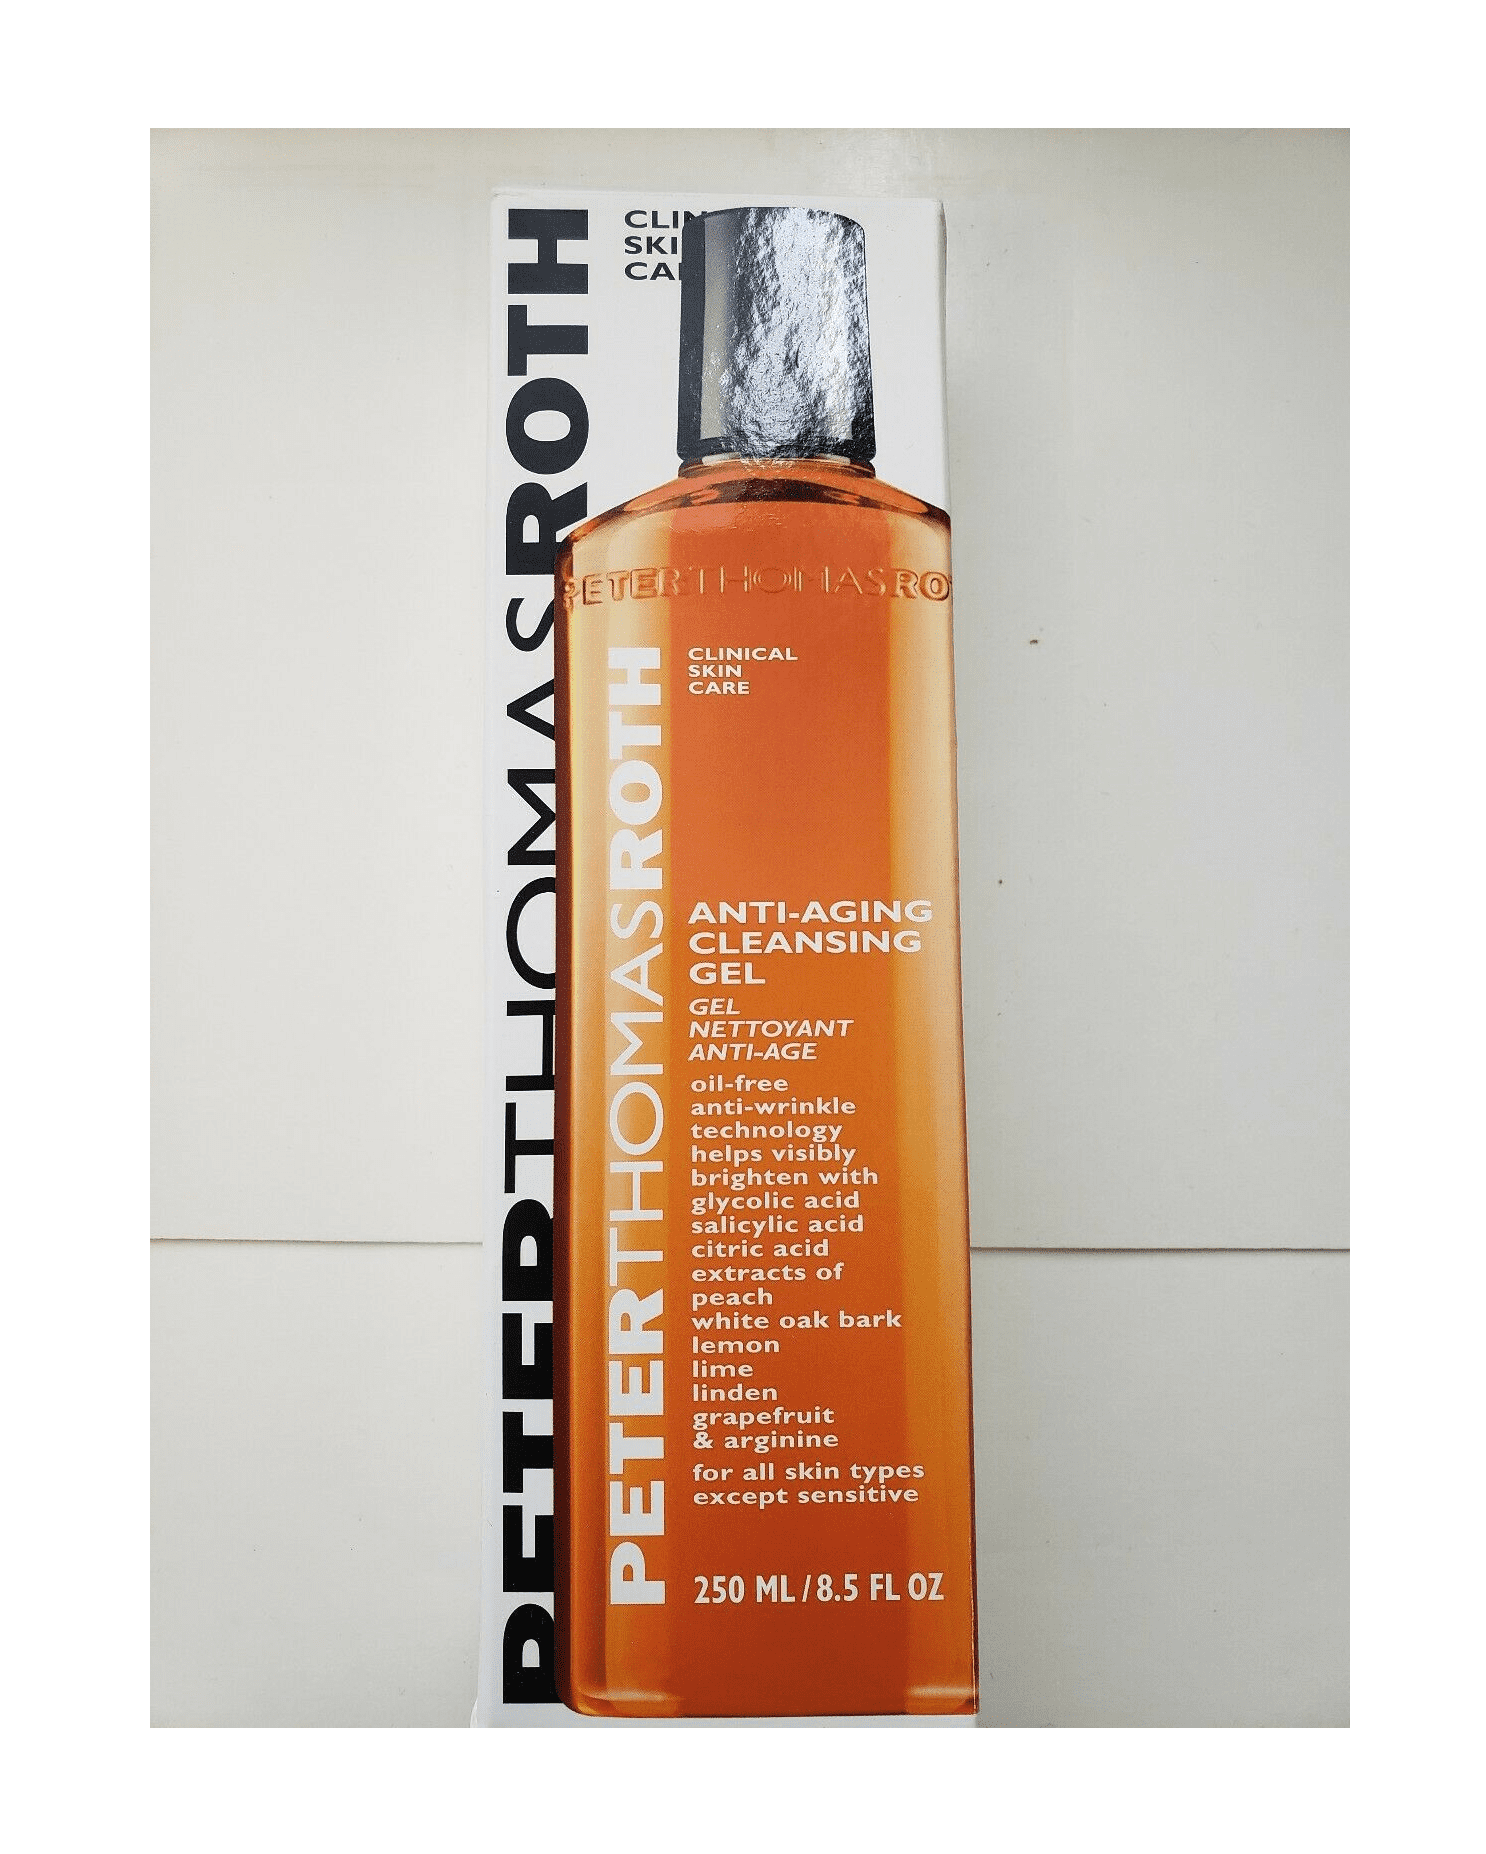 PETERTHOMASROTH
CLIN
SKI
CA
PETERTHOMASRO
PETERTHOMASROTH
CLINICAL
SKIN
CARE
ANTI-AGING
CLEANSING
GEL
GEL
NETTOYANT
ANTI-AGE
oil-free
anti-wrinkle
technology
helps visibly
brighten with
glycolic acid
salicylic acid
citric acid
extracts of
peach
white oak bark
lemon
lime
linden
grapefruit
& arginine
for all skin types
except sensitive
250 ML / 8.5 FL OZ